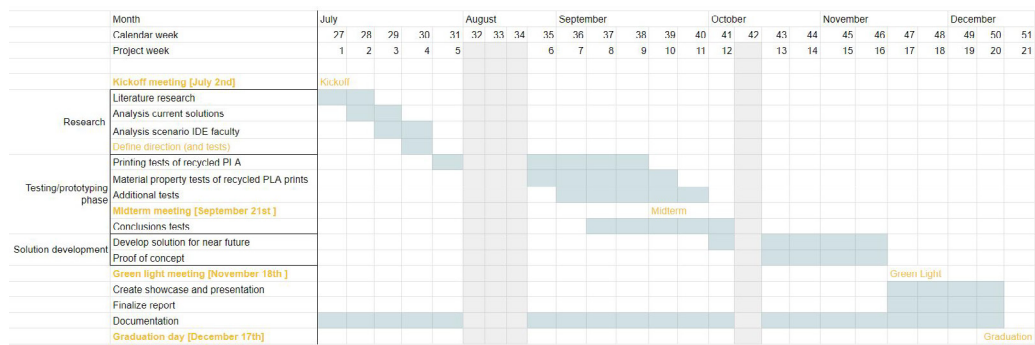 Month July August September October November December
Calendar week 27 28 29 30 31 32 33 34 35 36 37 38 39 40 41 42 43 44 45 46 47 48 49 50 51
Project week 1 2 3 4 5 6 7 8 9 10 11 12 13 14 15 16 17 18 19 20 21
Kickoff meeting [July 2nd] Kickoff
Research
Literature research
Analysis current solutions
Analysis scenario IDE faculty
Define direction (and tests)
Testing/prototyping
phase
Printing tests of recycled PLA
Material property tests of recycled PLA prints
Additional tests
Midterm meeting [September 21st ] Midterm
Conclusions tests
Solution development
Develop solution for near future
Proof of concept
Green light meeting [November 18th ] Green Light
Create showcase and presentation
Finalize report
Documentation
Graduation day [December 17th] Graduation